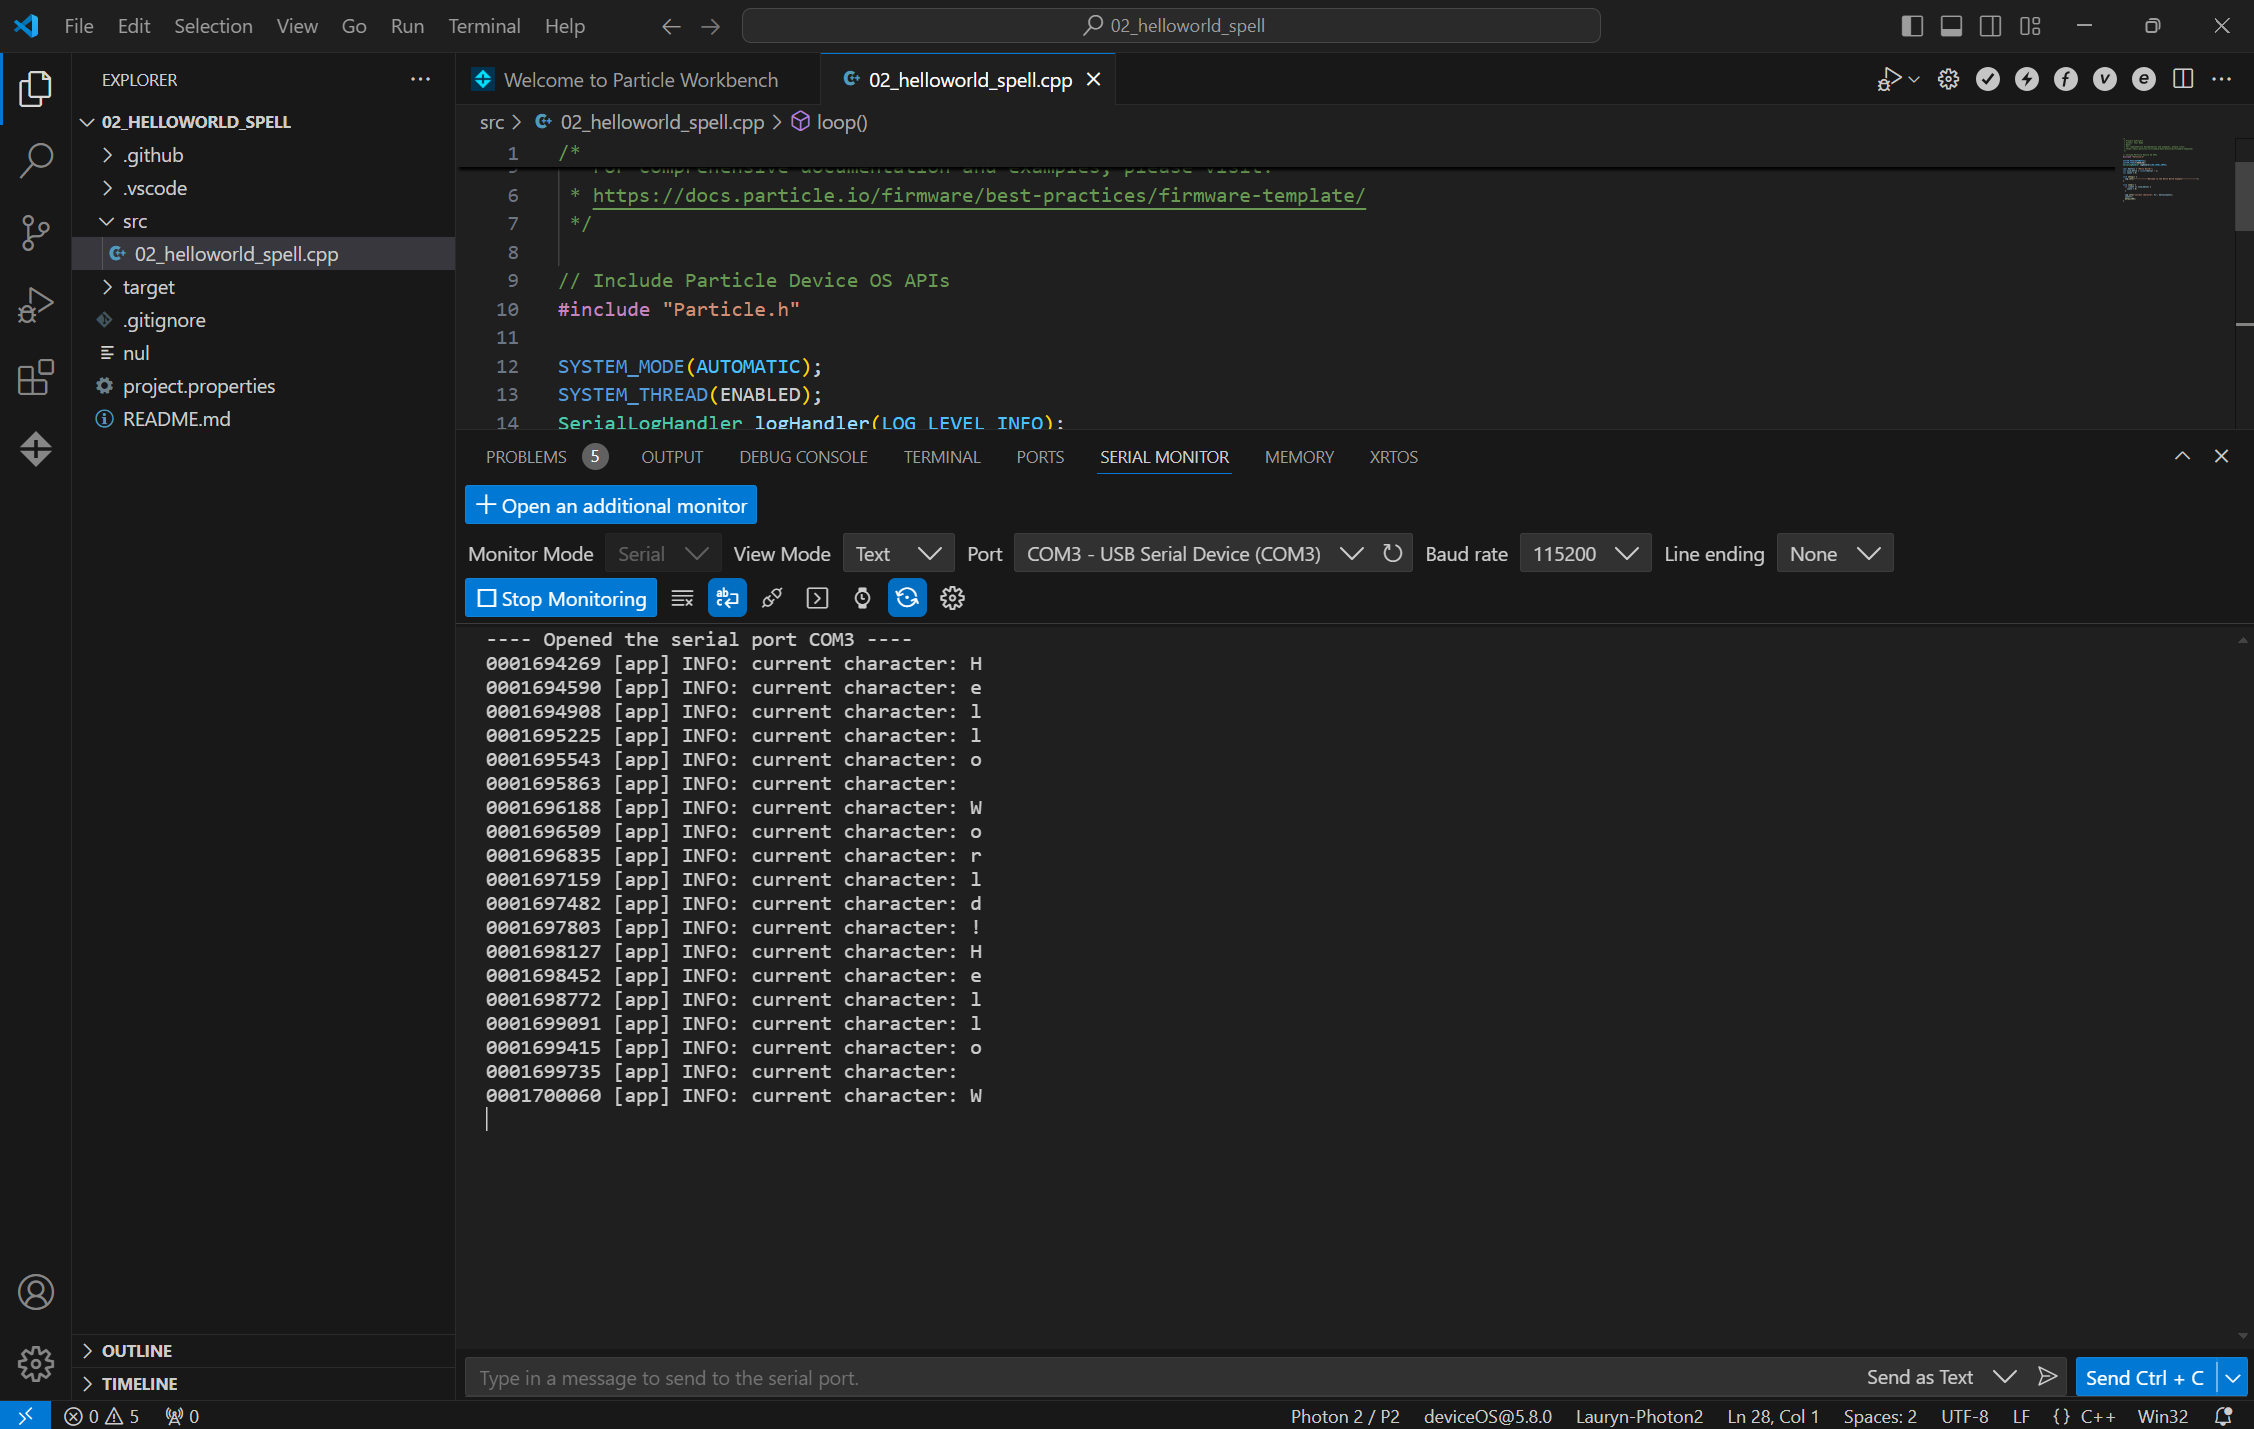 File Edit Selection View Go Run Terminal Help
02_helloworld_spell
EXPLORER
02_HELLOWORLD_SPELL
.github
.vscode
src
02_helloworld_spell.cpp
target
.gitignore
nul
project.properties
README.md
OUTLINE
TIMELINE
Welcome to Particle Workbench
02_helloworld_spell.cpp
src > 02_helloworld_spell.cpp > loop()
1 /*
For comprehensive documentation and examples, please visit:
6 * https://docs.particle.io/firmware/best-practices/firmware-template/
7 */
8
9 // Include Particle Device OS APIs
10 #include "Particle.h"
11
12 SYSTEM_MODE(AUTOMATIC);
13 SYSTEM_THREAD(ENABLED);
14 SerialLogHandler logHandler(LOG_LEVEL_INFO);
PROBLEMS 5 OUTPUT DEBUG CONSOLE TERMINAL PORTS SERIAL MONITOR MEMORY XRTOS
Open an additional monitor
Monitor Mode Serial View Mode Text Port COM3 - USB Serial Device (COM3) Baud rate 115200 Line ending None
Stop Monitoring
---- Opened the serial port COM3 ----
0001694269 [app] INFO: current character: H
0001694590 [app] INFO: current character: e
0001694908 [app] INFO: current character: l
0001695225 [app] INFO: current character: l
0001695543 [app] INFO: current character: o
0001695863 [app] INFO: current character:
0001696188 [app] INFO: current character: W
0001696509 [app] INFO: current character: o
0001696835 [app] INFO: current character: r
0001697159 [app] INFO: current character: l
0001697482 [app] INFO: current character: d
0001697803 [app] INFO: current character: !
0001698127 [app] INFO: current character: H
0001698452 [app] INFO: current character: e
0001698772 [app] INFO: current character: l
0001699091 [app] INFO: current character: l
0001699415 [app] INFO: current character: o
0001699735 [app] INFO: current character:
0001700060 [app] INFO: current character: W
Type in a message to send to the serial port.
Send as Text
Send Ctrl + C
0 5 0
Photon 2 / P2 deviceOS@5.8.0 Lauryn-Photon2 Ln 28, Col 1 Spaces: 2 UTF-8 LF {} C++ Win32